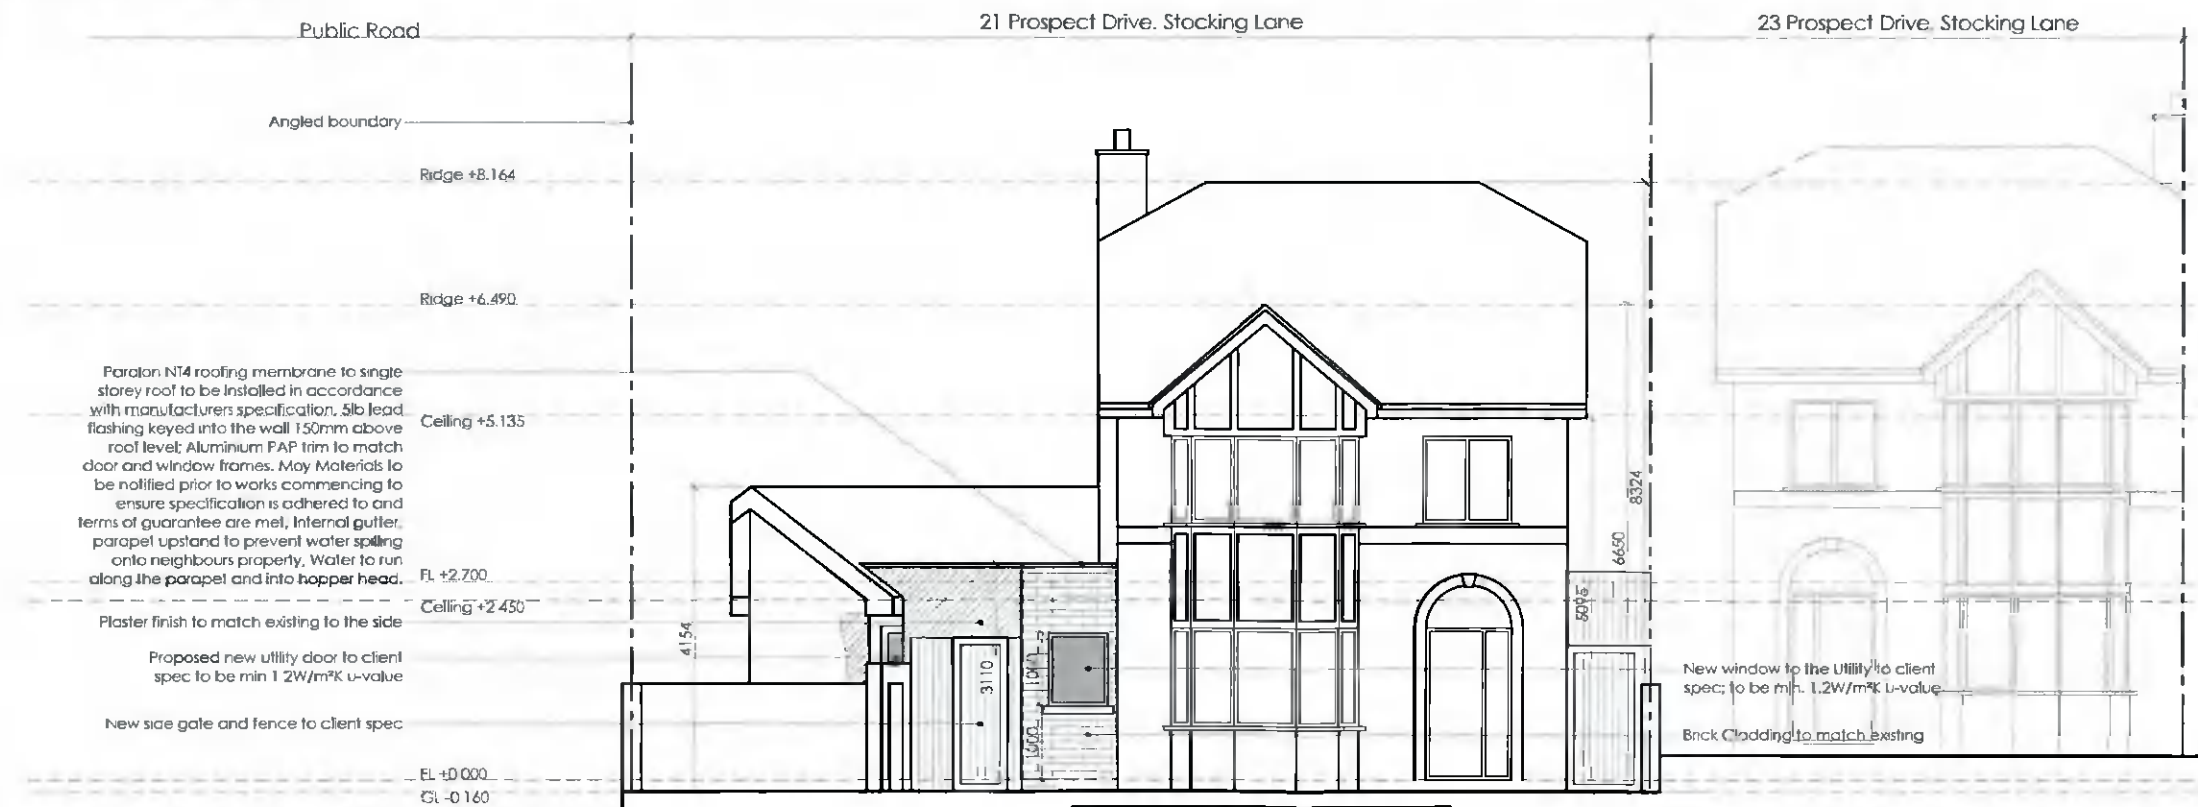 Public Road
21 Prospect Drive. Stocking Lane
23 Prospect Drive. Stocking Lane
Angled boundary
Ridge +8.164
Ridge +6.490
Paralon NT4 roofing membrane to single
storey roof to be installed in accordance
with manufacturers specification. 5lb lead
flashing keyed into the wall 150mm above
roof level; Aluminium PAP trim to match
door and window frames. Moy Materials to
be notified prior to works commencing to
ensure specification is adhered to and
terms of guarantee are met, Internal gutter,
parapet upstand to prevent water spilling
onto neighbours property, Water to run
along the parapet and into hopper head.
Ceiling +5.135
FL +2.700
Ceiling +2.450
Plaster finish to match existing to the side
Proposed new utility door to client
spec to be min 1 2W/m²K u-value
New side gate and fence to client spec
FL +0.000
GL -0.160
4154
3110
1000
1000
5095
6650
8324
New window to the Utility to client
spec; to be min. 1.2W/m²K u-value
Brick Cladding to match existing